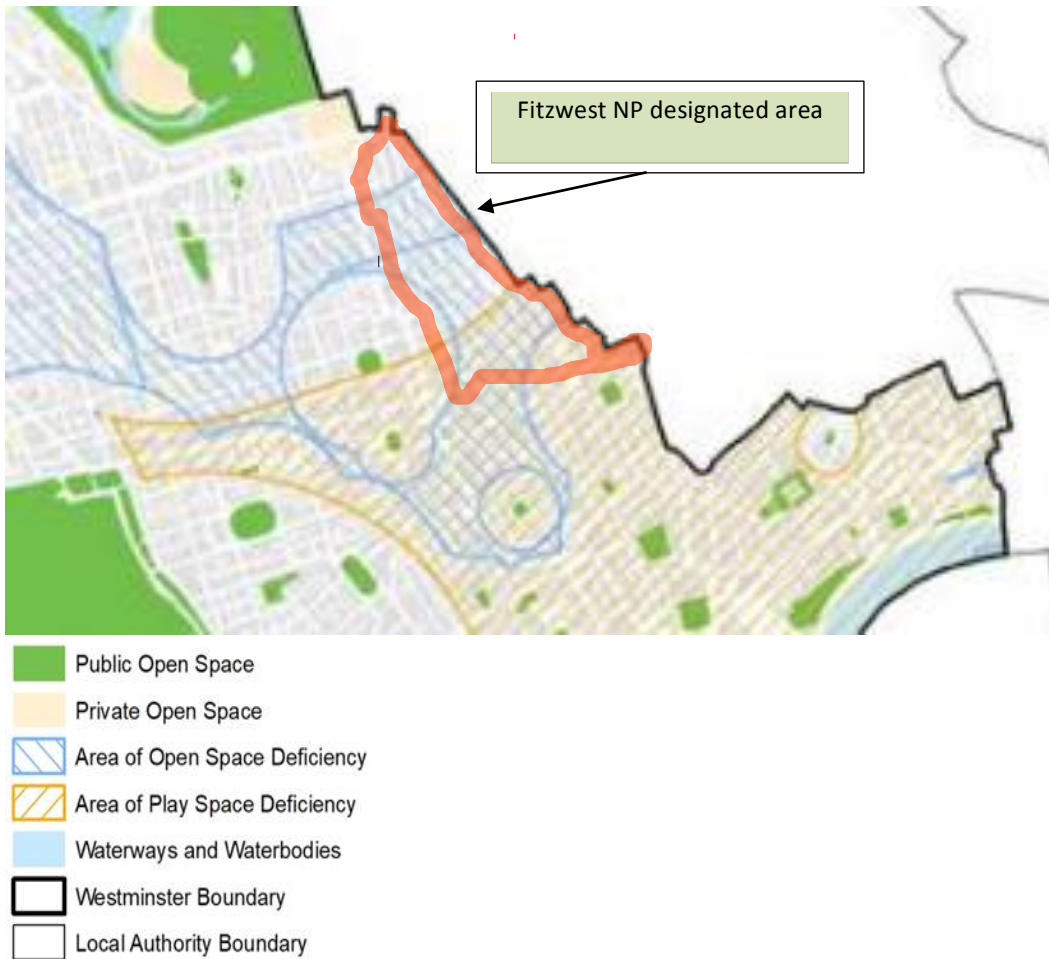 Fitzwest NP designated area
Public Open Space
Private Open Space
Area of Open Space Deficiency
Area of Play Space Deficiency
Waterways and Waterbodies
Westminster Boundary
Local Authority Boundary